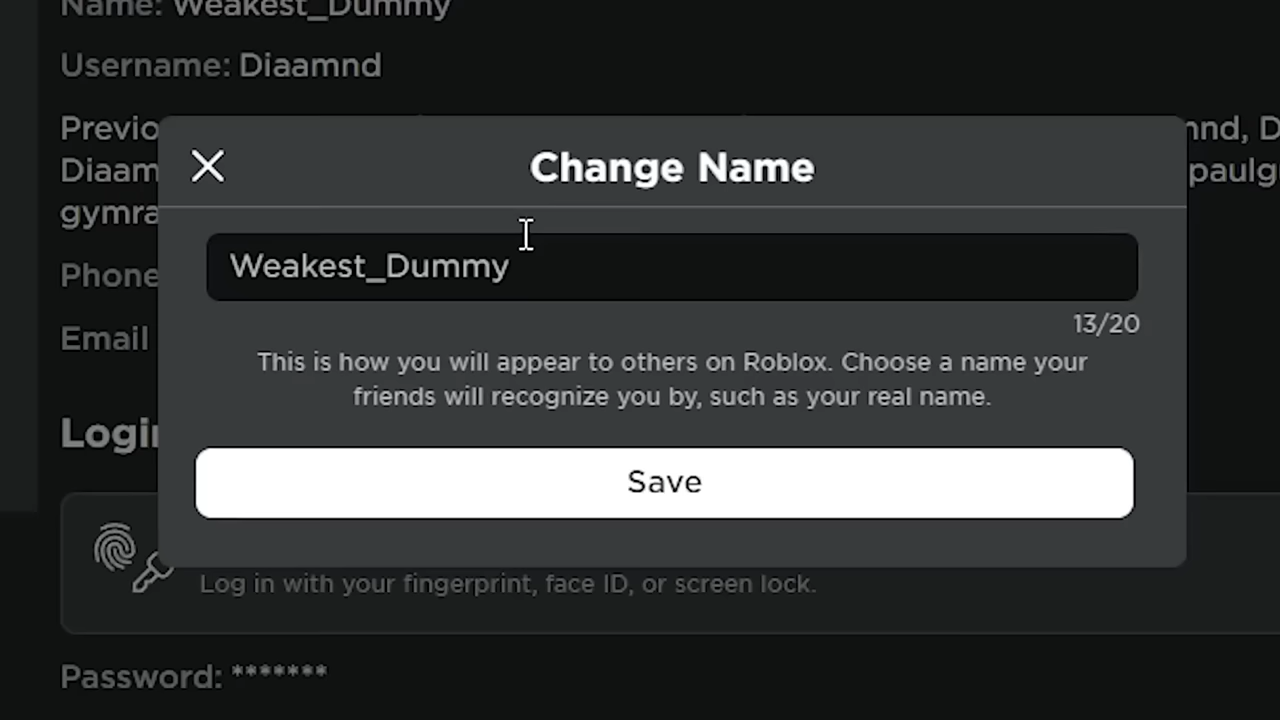 Name: Weakest_Dummy
Username: Diaamnd
Change Name
Weakest_Dummy
13/20
This is how you will appear to others on Roblox. Choose a name your
friends will recognize you by, such as your real name.
Phone
Email
Save
Log in with your fingerprint, face ID, or screen lock.
Password: *******